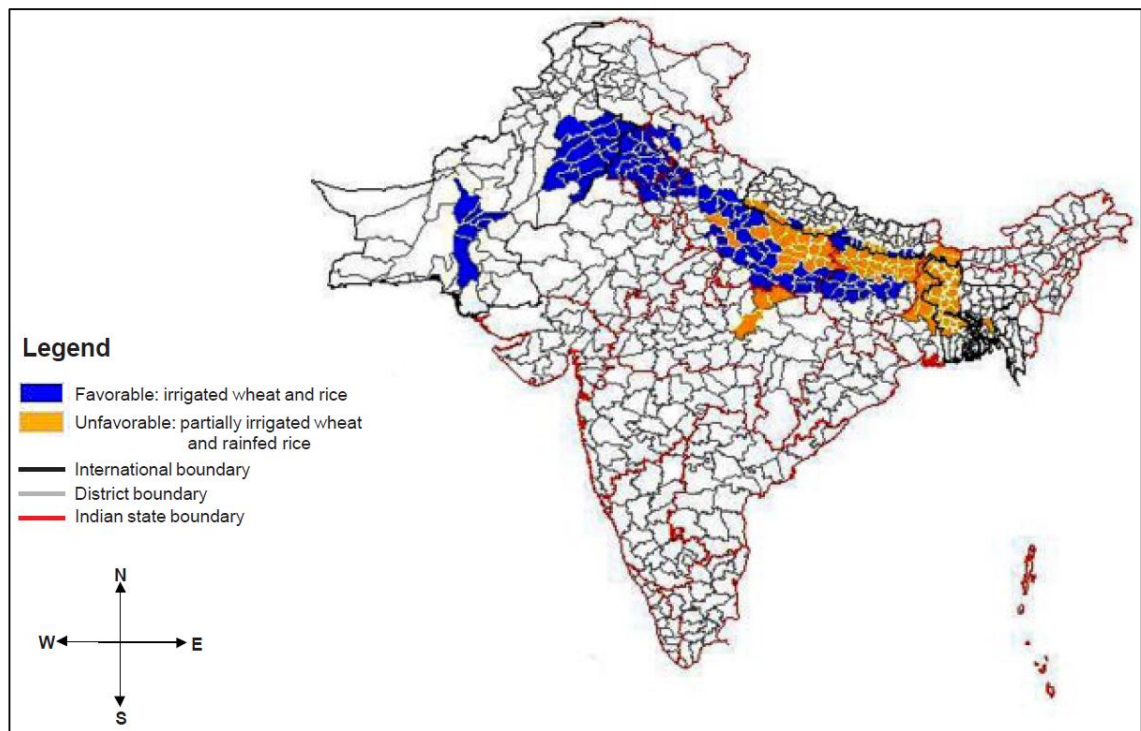 Legend
Favorable: irrigated wheat and rice
Unfavorable: partially irrigated wheat
and rainfed rice
International boundary
District boundary
Indian state boundary
N
W
E
S